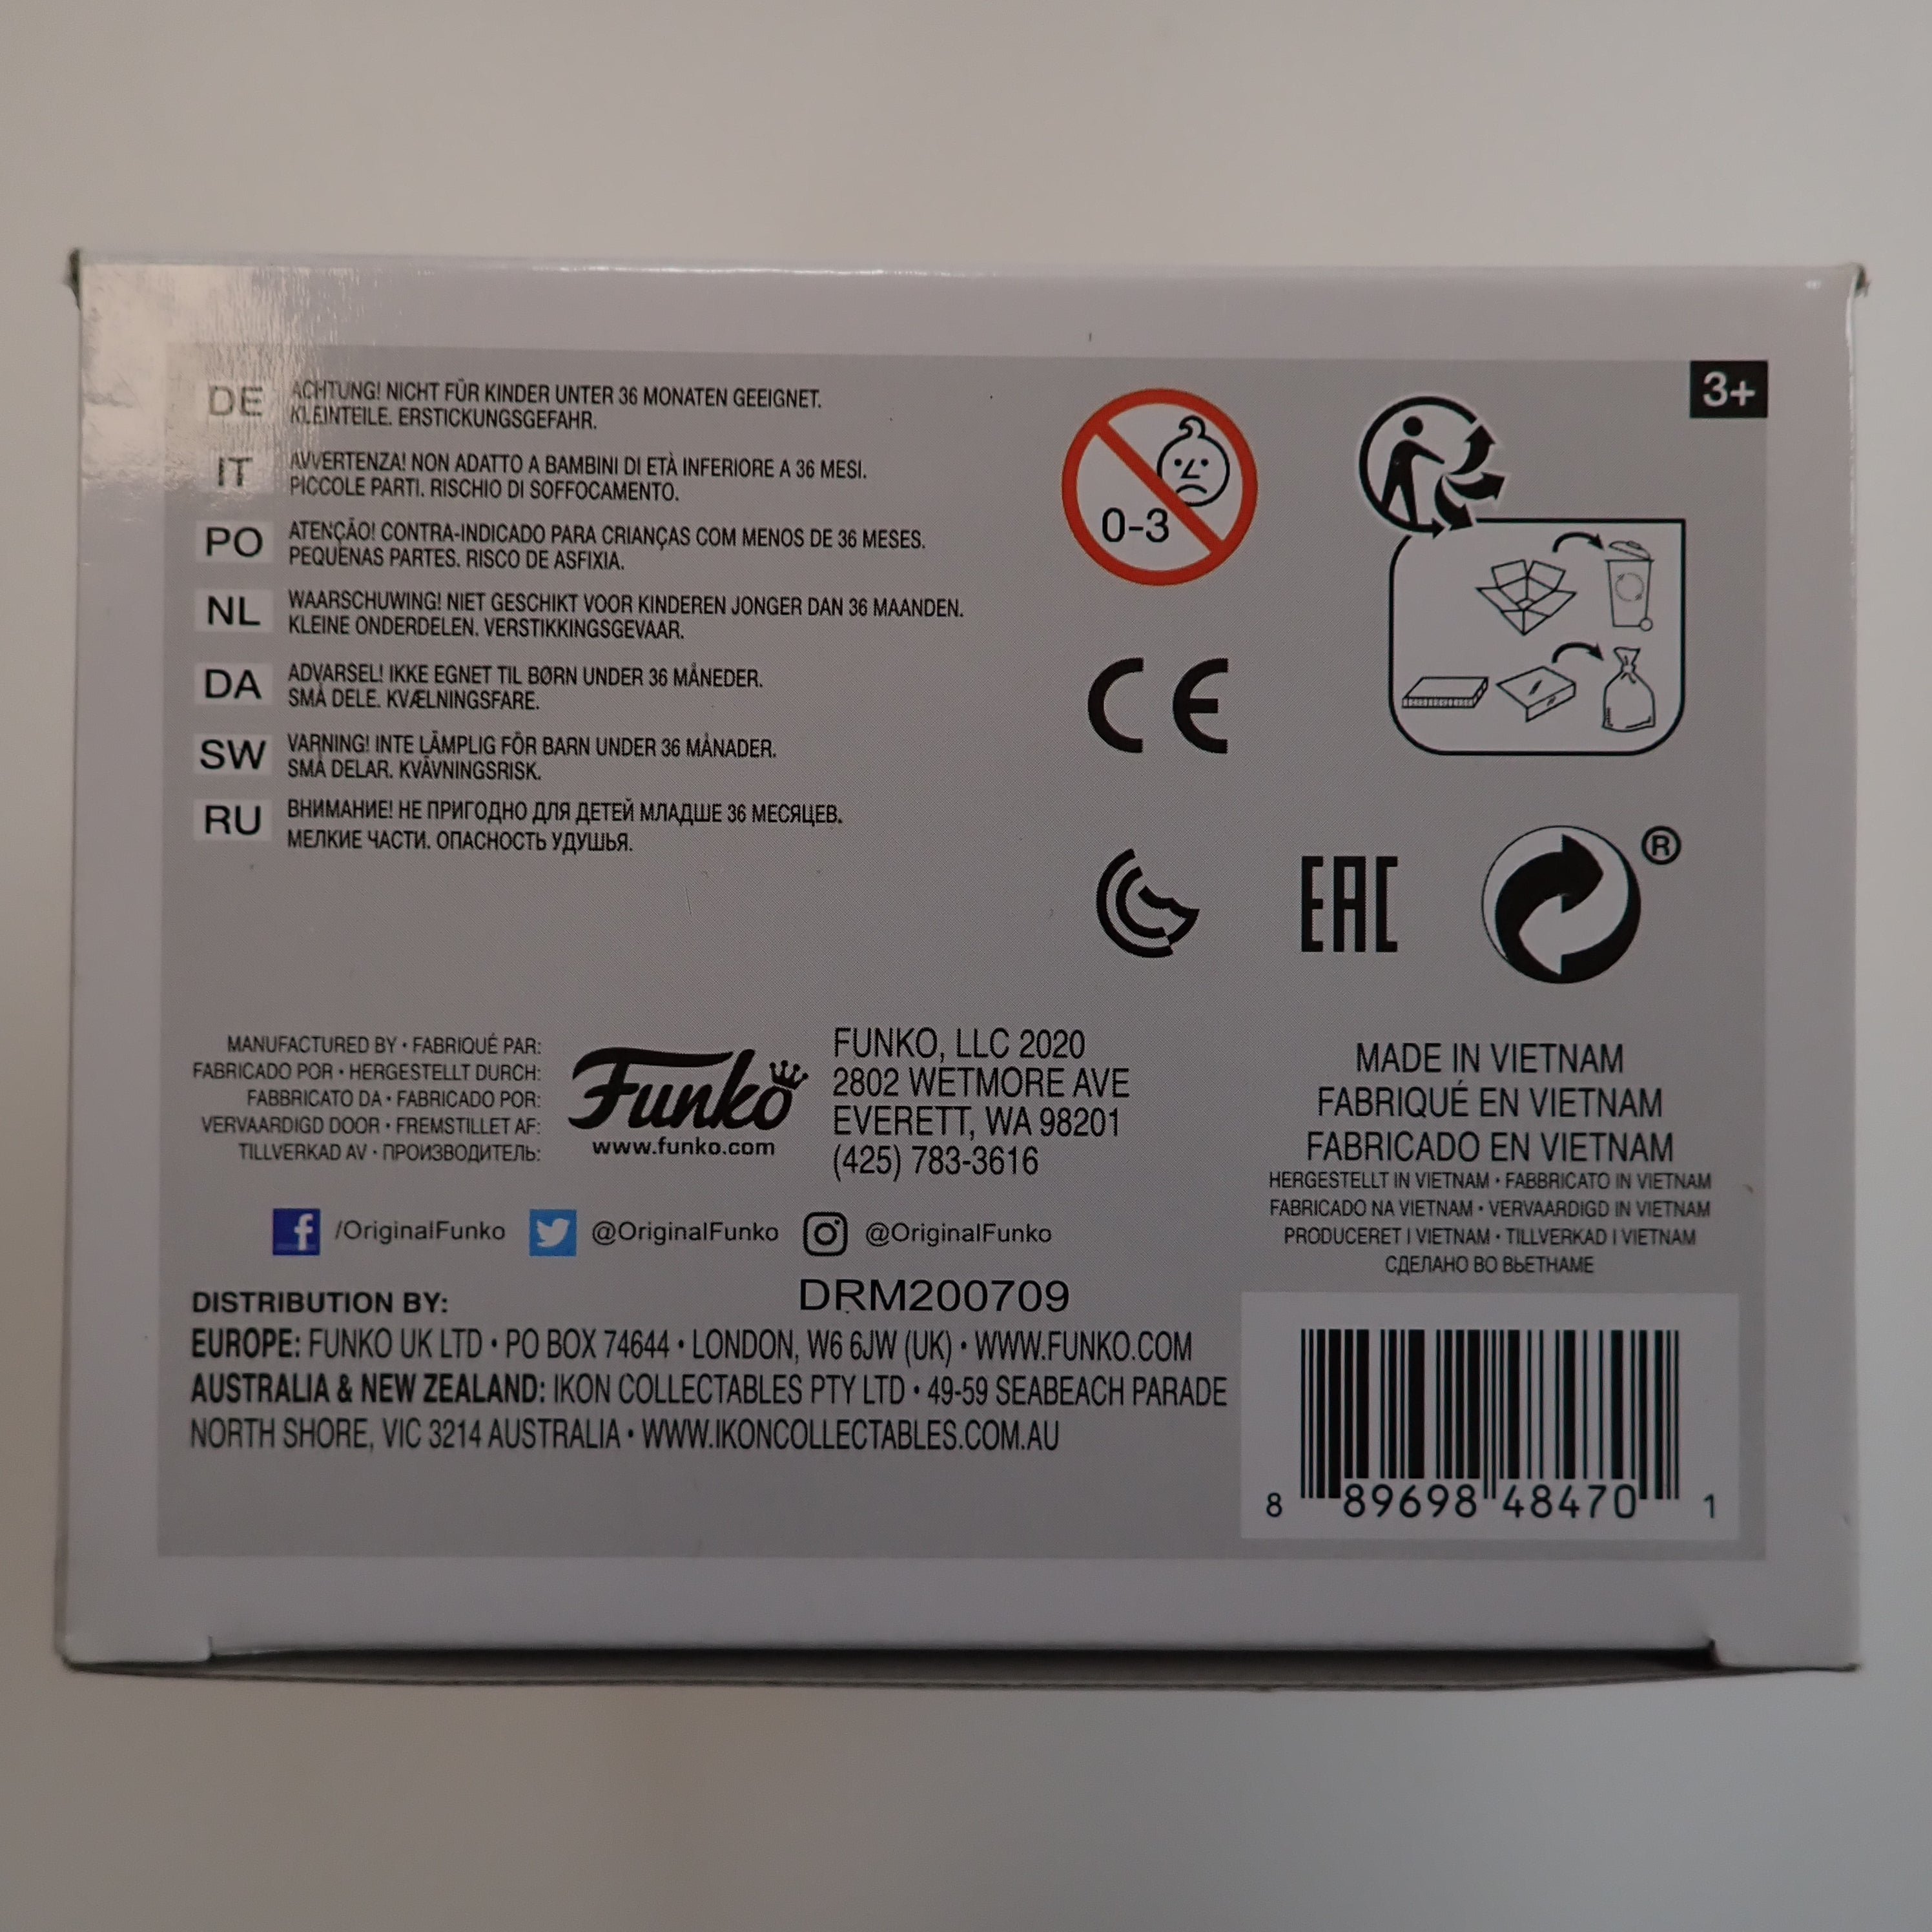 3+
DE ACHTUNG! NICHT FÜR KINDER UNTER 36 MONATEN GEEIGNET.
KLEINTEILE. ERSTICKUNGSGEFAHR.
IT AVVERTENZA! NON ADATTO A BAMBINI DI ETÀ INFERIORE A 36 MESI.
PICCOLE PARTI. RISCHIO DI SOFFOCAMENTO.
PO ATENÇÃO! CONTRA-INDICADO PARA CRIANÇAS COM MENOS DE 36 MESES.
PEQUENAS PARTES. RISCO DE ASFIXIA.
NL WAARSCHUWING! NIET GESCHIKT VOOR KINDEREN JONGER DAN 36 MAANDEN.
KLEINE ONDERDELEN. VERSTIKKINGSGEVAAR.
DA ADVARSEL! IKKE EGNET TIL BØRN UNDER 36 MÅNEDER.
SMÅ DELE. KVÆLNINGSFARE.
SW VARNING! INTE LÄMPLIG FÖR BARN UNDER 36 MÅNADER.
SMÅ DELAR. KVÄVNINGSRISK.
RU ВНИМАНИЕ! НЕ ПРИГОДНО ДЛЯ ДЕТЕЙ МЛАДШЕ 36 МЕСЯЦЕВ.
МЕЛКИЕ ЧАСТИ. ОПАСНОСТЬ УДУШЬЯ.
0-3
CE
EAC
®
MANUFACTURED BY • FABRIQUÉ PAR:
FABRICADO POR • HERGESTELLT DURCH:
FABBRICATO DA • FABRICADO POR:
VERVAARDIGD DOOR • FREMSTILLET AF:
TILLVERKAD AV • ПРОИЗВОДИТЕЛЬ:
Funko
www.funko.com
FUNKO, LLC 2020
2802 WETMORE AVE
EVERETT, WA 98201
(425) 783-3616
/OriginalFunko @OriginalFunko @OriginalFunko
DRM200709
DISTRIBUTION BY:
EUROPE: FUNKO UK LTD • PO BOX 74644 • LONDON, W6 6JW (UK) • WWW.FUNKO.COM
AUSTRALIA & NEW ZEALAND: IKON COLLECTABLES PTY LTD • 49-59 SEABEACH PARADE
NORTH SHORE, VIC 3214 AUSTRALIA • WWW.IKONCOLLECTABLES.COM.AU
MADE IN VIETNAM
FABRIQUÉ EN VIETNAM
FABRICADO EN VIETNAM
HERGESTELLT IN VIETNAM • FABBRICATO IN VIETNAM
FABRICADO NA VIETNAM • VERVAARDIGD IN VIETNAM
PRODUCERET I VIETNAM • TILLVERKAD I VIETNAM
СДЕЛАНО ВО ВЬЕТНАМЕ
8 89698 48470 1